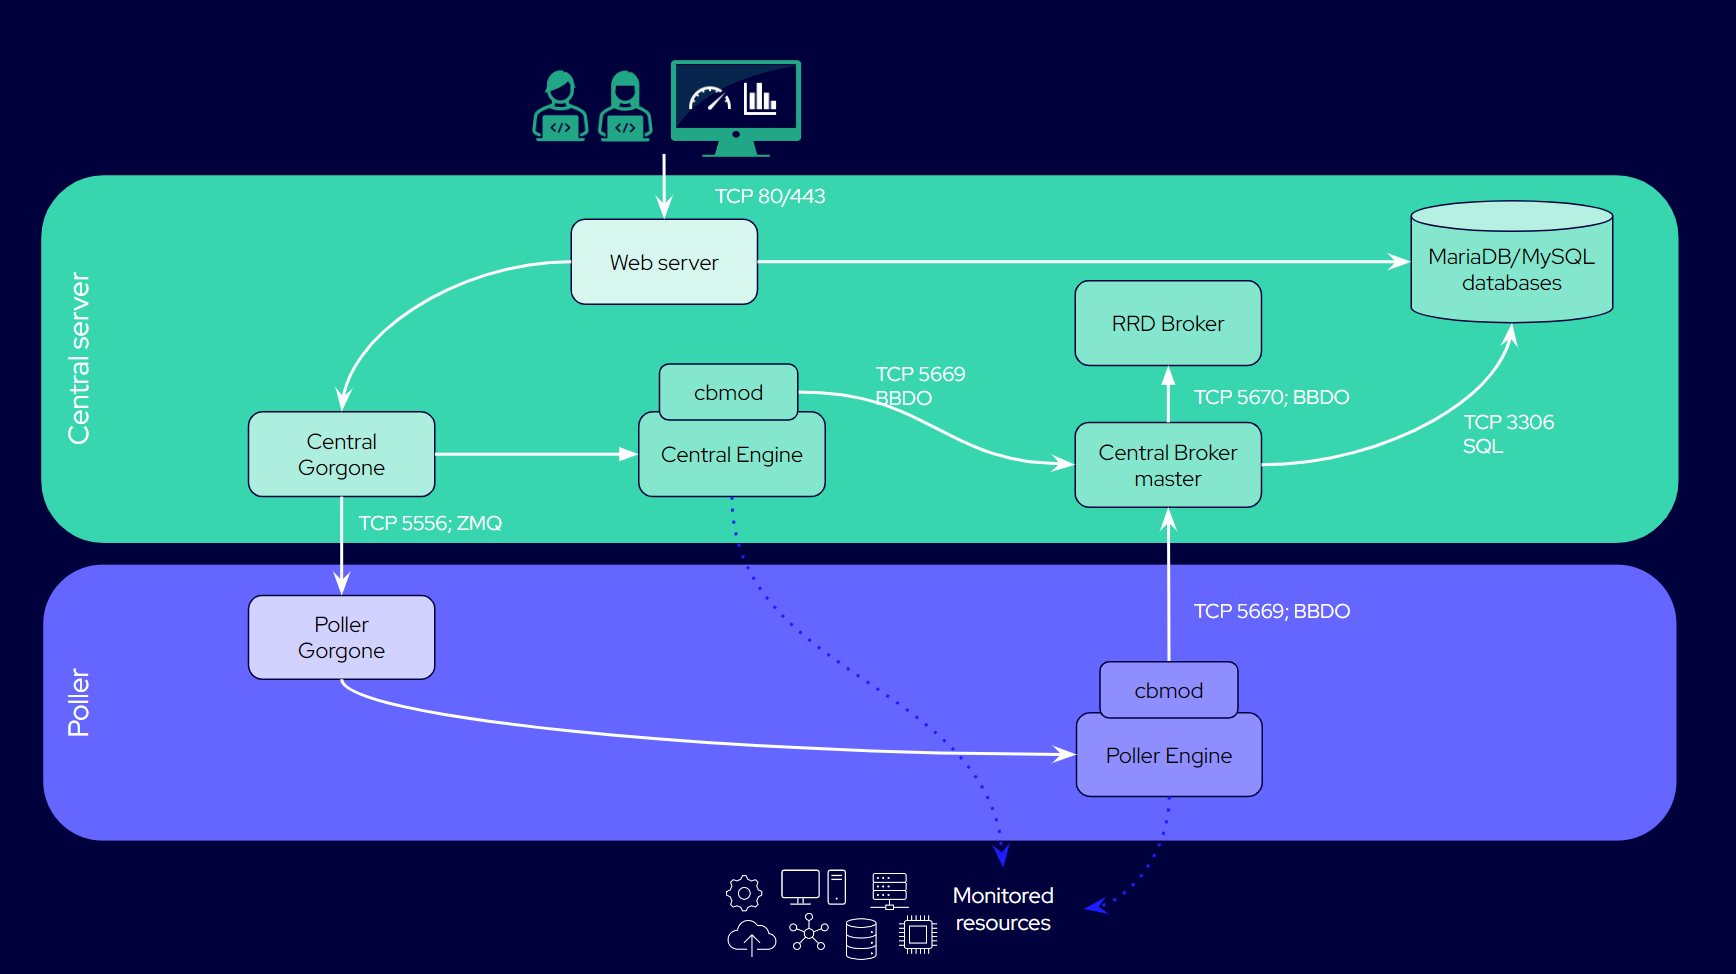 </>
</>
TCP 80/443
Central server
Web server
MariaDB/MySQL
databases
RRD Broker
cbmod
TCP 5669
BBDO
TCP 5670; BBDO
Central
Gorgone
Central Engine
Central Broker
master
TCP 3306
SQL
TCP 5556; ZMQ
Poller
Poller
Gorgone
TCP 5669; BBDO
cbmod
Poller Engine
Monitored
resources